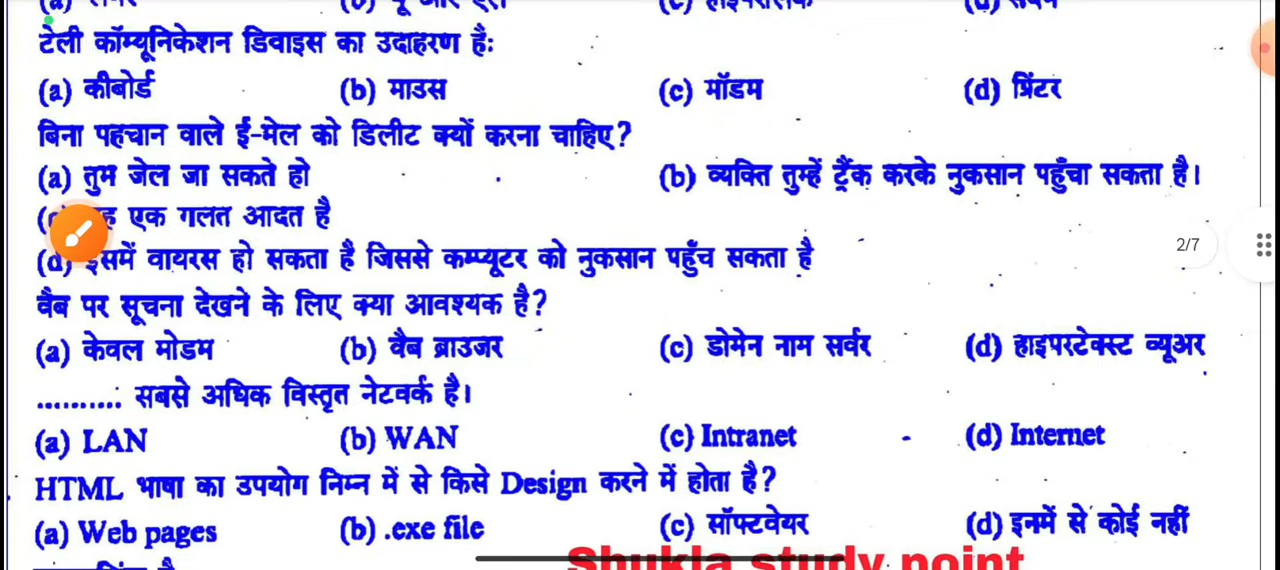 टेली कॉम्यूनिकेशन डिवाइस का उदाहरण है:
(a) कीबोर्ड (b) माउस (c) मॉडम (d) प्रिंटर
बिना पहचान वाले ई-मेल को डिलीट क्यों करना चाहिए?
(a) तुम जेल जा सकते हो (b) व्यक्ति तुम्हें ट्रैंक करके नुकसान पहुँचा सकता है।
एक गलत आदत है
(d) इसमें वायरस हो सकता है जिससे कम्प्यूटर को नुकसान पहुँच सकता है
2/7
वैब पर सूचना देखने के लिए क्या आवश्यक है?
(a) केवल मोडम (b) वैब ब्राउजर (c) डोमेन नाम सर्वर (d) हाइपरटेक्स्ट व्यूअर
.......... सबसे अधिक विस्तृत नेटवर्क है।
(a) LAN (b) WAN (c) Intranet (d) Internet
HTML भाषा का उपयोग निम्न में से किसे Design करने में होता है?
(a) Web pages (b) .exe file (c) सॉफ्टवेयर (d) इनमें से कोई नहीं
Shukla study point